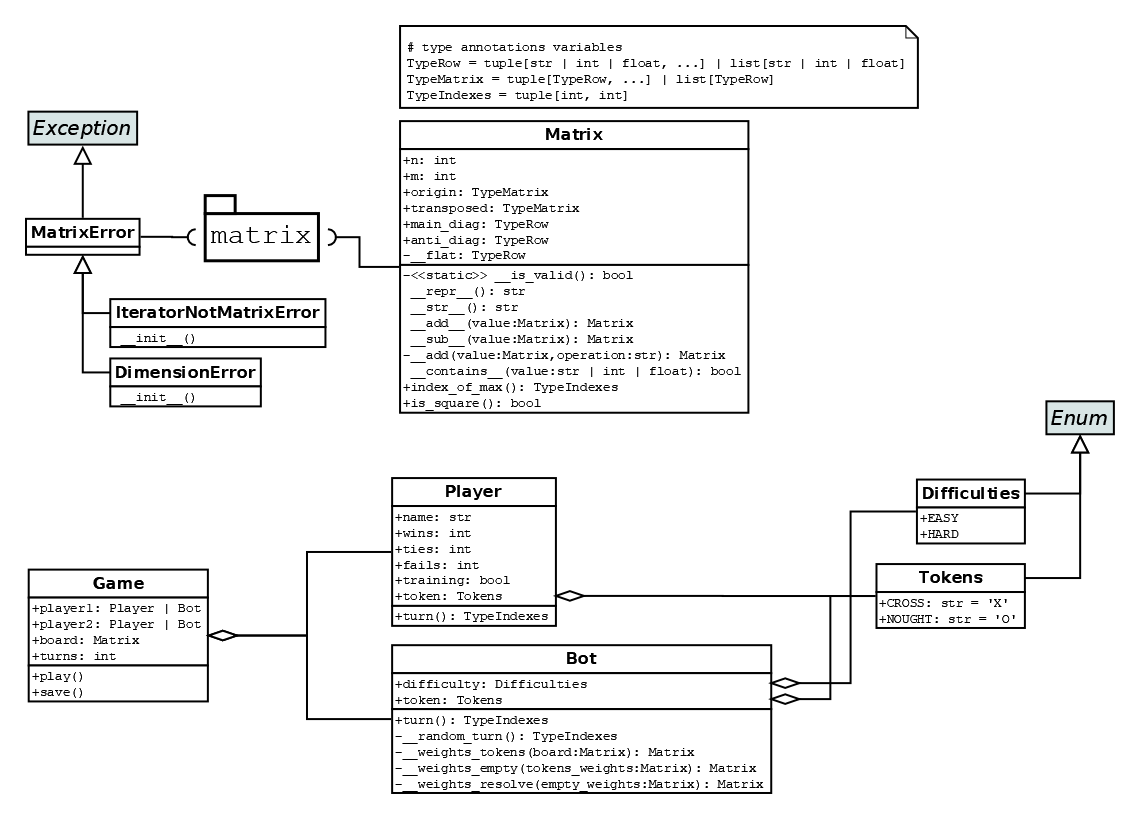 # type annotations variables
TypeRow = tuple[str | int | float, ...] | list[str | int | float]
TypeMatrix = tuple[TypeRow, ...] | list[TypeRow]
TypeIndexes = tuple[int, int]
Exception
MatrixError
matrix
IteratorNotMatrixError
__init__()
DimensionError
__init__()
Matrix
+n: int
+m: int
+origin: TypeMatrix
+transposed: TypeMatrix
+main_diag: TypeRow
+anti_diag: TypeRow
-__flat: TypeRow
-<<static>> __is_valid(): bool
__repr__(): str
__str__(): str
__add__(value:Matrix): Matrix
__sub__(value:Matrix): Matrix
-__add(value:Matrix,operation:str): Matrix
__contains__(value:str | int | float): bool
+index_of_max(): TypeIndexes
+is_square(): bool
Enum
Difficulties
+EASY
+HARD
Tokens
+CROSS: str = 'X'
+NOUGHT: str = 'O'
Player
+name: str
+wins: int
+ties: int
+fails: int
+training: bool
+token: Tokens
+turn(): TypeIndexes
Game
+player1: Player | Bot
+player2: Player | Bot
+board: Matrix
+turns: int
+play()
+save()
Bot
+difficulty: Difficulties
+token: Tokens
+turn(): TypeIndexes
-__random_turn(): TypeIndexes
-__weights_tokens(board:Matrix): Matrix
-__weights_empty(tokens_weights:Matrix): Matrix
-__weights_resolve(empty_weights:Matrix): Matrix